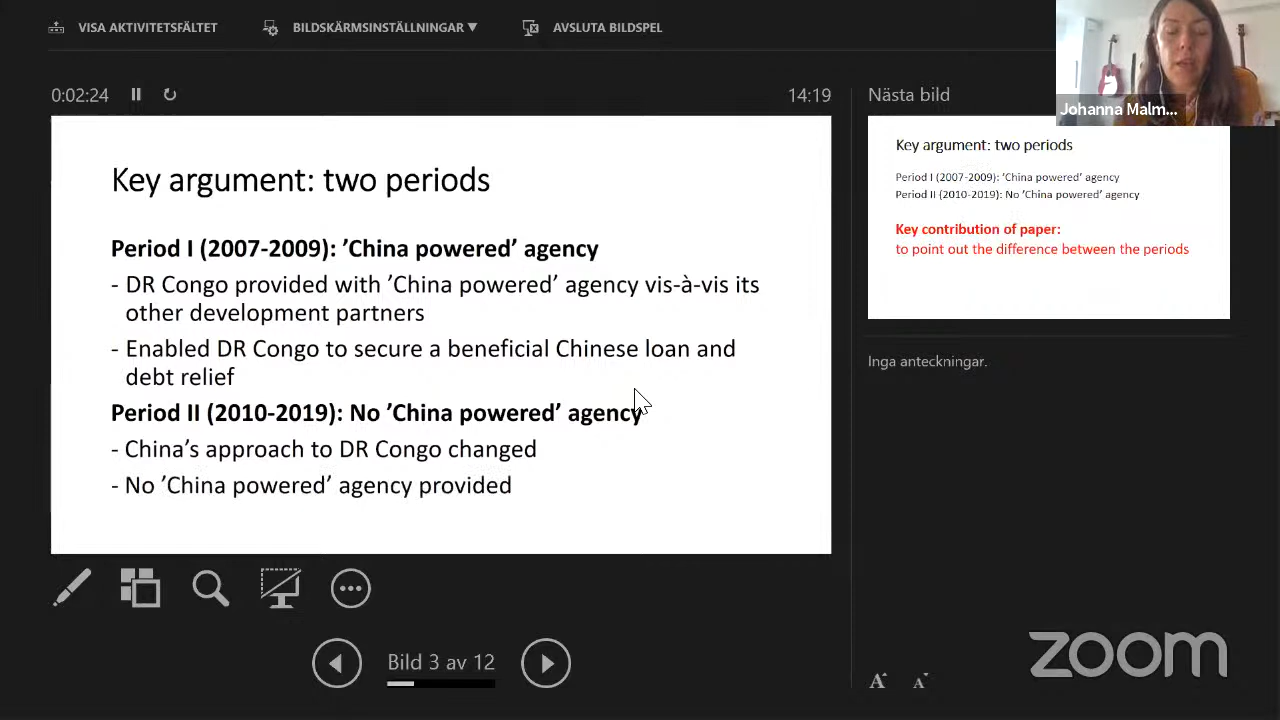 VISA AKTIVITETSFÄLTET
BILDSKÄRMSINSTÄLLNINGAR ▼
AVSLUTA BILDSPEL
0:02:24
14:19
Nästa bild
Johanna Malm...
Key argument: two periods
Period I (2007-2009): ’China powered’ agency
- DR Congo provided with ’China powered’ agency vis-à-vis its
other development partners
- Enabled DR Congo to secure a beneficial Chinese loan and
debt relief
Period II (2010-2019): No ’China powered’ agency
- China’s approach to DR Congo changed
- No ’China powered’ agency provided
Key argument: two periods
Period I (2007-2009): ’China powered’ agency
Period II (2010-2019): No ’China powered’ agency
Key contribution of paper:
to point out the difference between the periods
Inga anteckningar.
Bild 3 av 12
A A
zoom